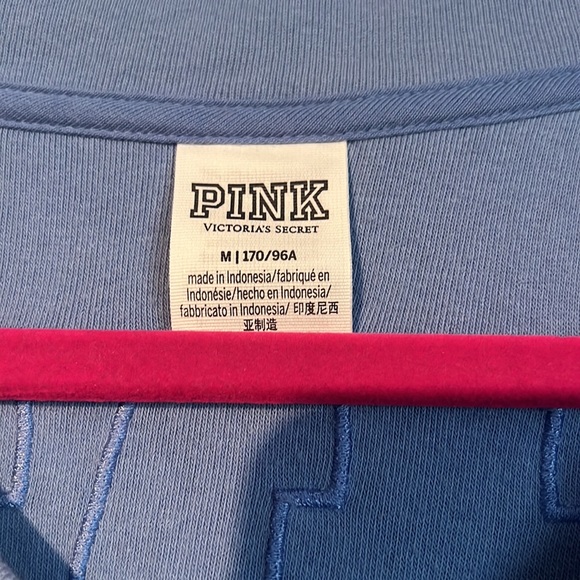 PINK
VICTORIA'S SECRET
M | 170/96A
made in Indonesia/fabriqué en
Indonésie/hecho en Indonesia/
fabbricato in Indonesia/ 印度尼西
亚制造